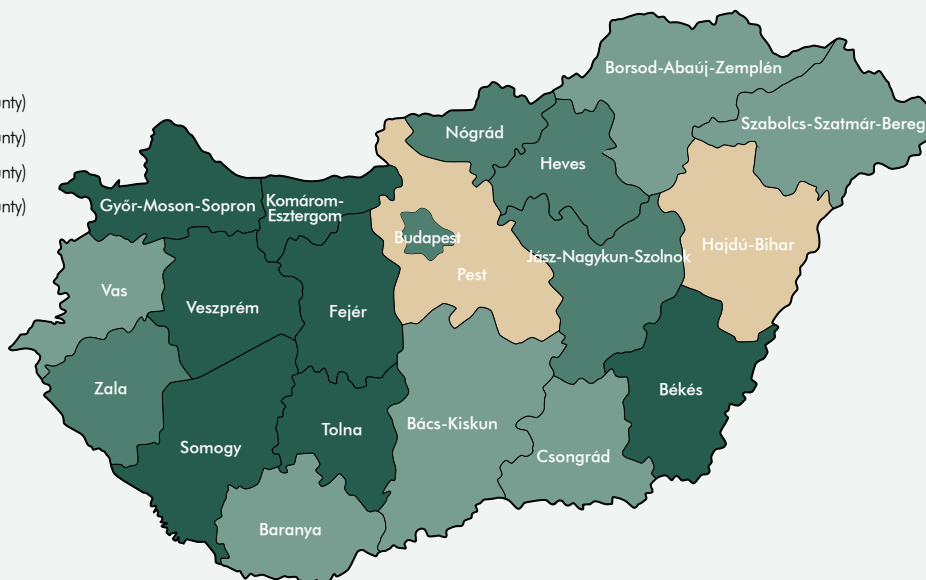 Borsod-Abaúj-Zemplén
nty)
Szabolcs-Szatmár-Bereg
nty)
Nógrád
Heves
nty)
nty)
Győr-Moson-Sopron
Komárom-
Esztergom
Budapest
Hajdú-Bihar
Jász-Nagykun-Szolnok
Pest
Vas
Veszprém
Fejér
Zala
Békés
Bács-Kiskun
Tolna
Somogy
Csongrád
Baranya